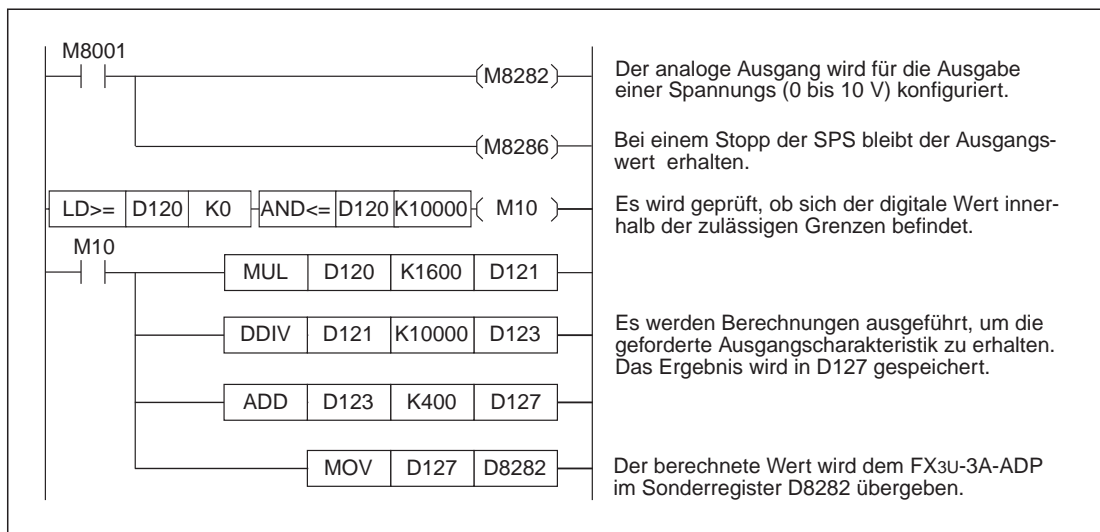 M8001
M8282
Der analoge Ausgang wird für die Ausgabe
einer Spannungs (0 bis 10 V) konfiguriert.
M8286
Bei einem Stopp der SPS bleibt der Ausgangs-
wert erhalten.
LD>= D120 K0 AND<= D120 K10000 M10
Es wird geprüft, ob sich der digitale Wert inner-
halb der zulässigen Grenzen befindet.
M10
MUL D120 K1600 D121
DDIV D121 K10000 D123
Es werden Berechnungen ausgeführt, um die
geforderte Ausgangscharakteristik zu erhalten.
Das Ergebnis wird in D127 gespeichert.
ADD D123 K400 D127
MOV D127 D8282
Der berechnete Wert wird dem FX3U-3A-ADP
im Sonderregister D8282 übergeben.